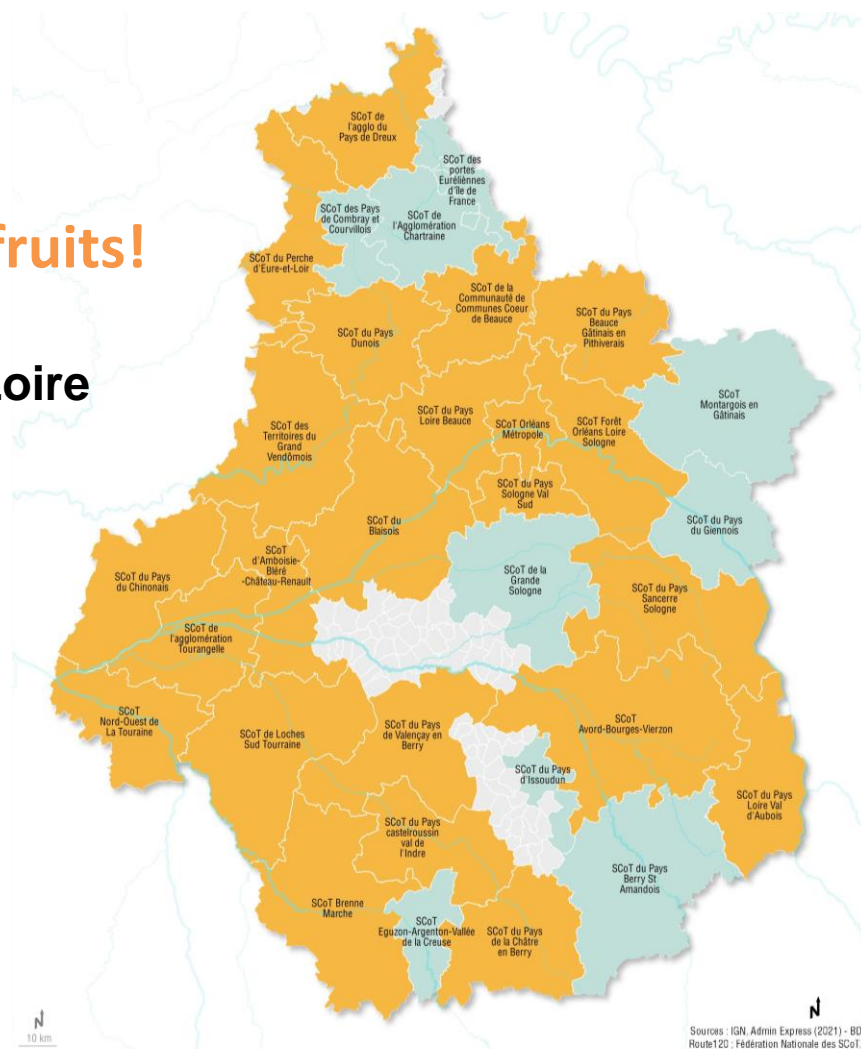 fruits!
Loire
SCoT de
l'agglo du
Pays de Dreux
SCoT des
portes
Euréliennes
d'île de
France
SCoT des Pays
de Combray et
Courvillois
SCoT de
l'Agglomération
Chartraine
SCoT du Perche
d'Eure-et-Loir
SCoT de la
Communauté de
Communes Coeur
de Beauce
SCoT du Pays
Beauce
Gâtinais en
Pithiverais
SCoT du Pays
Dunois
SCoT
Montargois en
Gâtinais
SCoT du Pays
Loire Beauce
SCoT Orléans
Métropole
SCoT Forêt
Orléans Loire
Sologne
SCoT des
Territoires du
Grand
Vendômois
SCoT du Pays
Sologne Val
Sud
SCoT du
Blaisois
SCoT du Pays
du Giennois
SCoT
d'Amboisie-
Bléré
-Château-Renault
SCoT du Pays
du Chinonais
SCoT de la
Grande
Sologne
SCoT du Pays
Sancerre
Sologne
SCoT de
l'agglomération
Tourangelle
SCoT
Nord-Ouest de
La Touraine
SCoT de Loches
Sud Tourraine
SCoT du Pays
de Valençay en
Berry
SCoT
Avord-Bourges-Vierzon
SCoT du Pays
d'Issoudun
SCoT du Pays
Loire Val
d'Aubois
SCoT du Pays
castelroussin
val de
l'Indre
SCoT du Pays
Berry St
Amandois
SCoT Brenne
Marche
SCoT
Eguzon-Argenton-Vallée
de la Creuse
SCoT du Pays
de la Châtre
en Berry
N
10 km
N
Sources : IGN, Admin Express (2021) - BD
Route120 ; Fédération Nationale des SCoT,